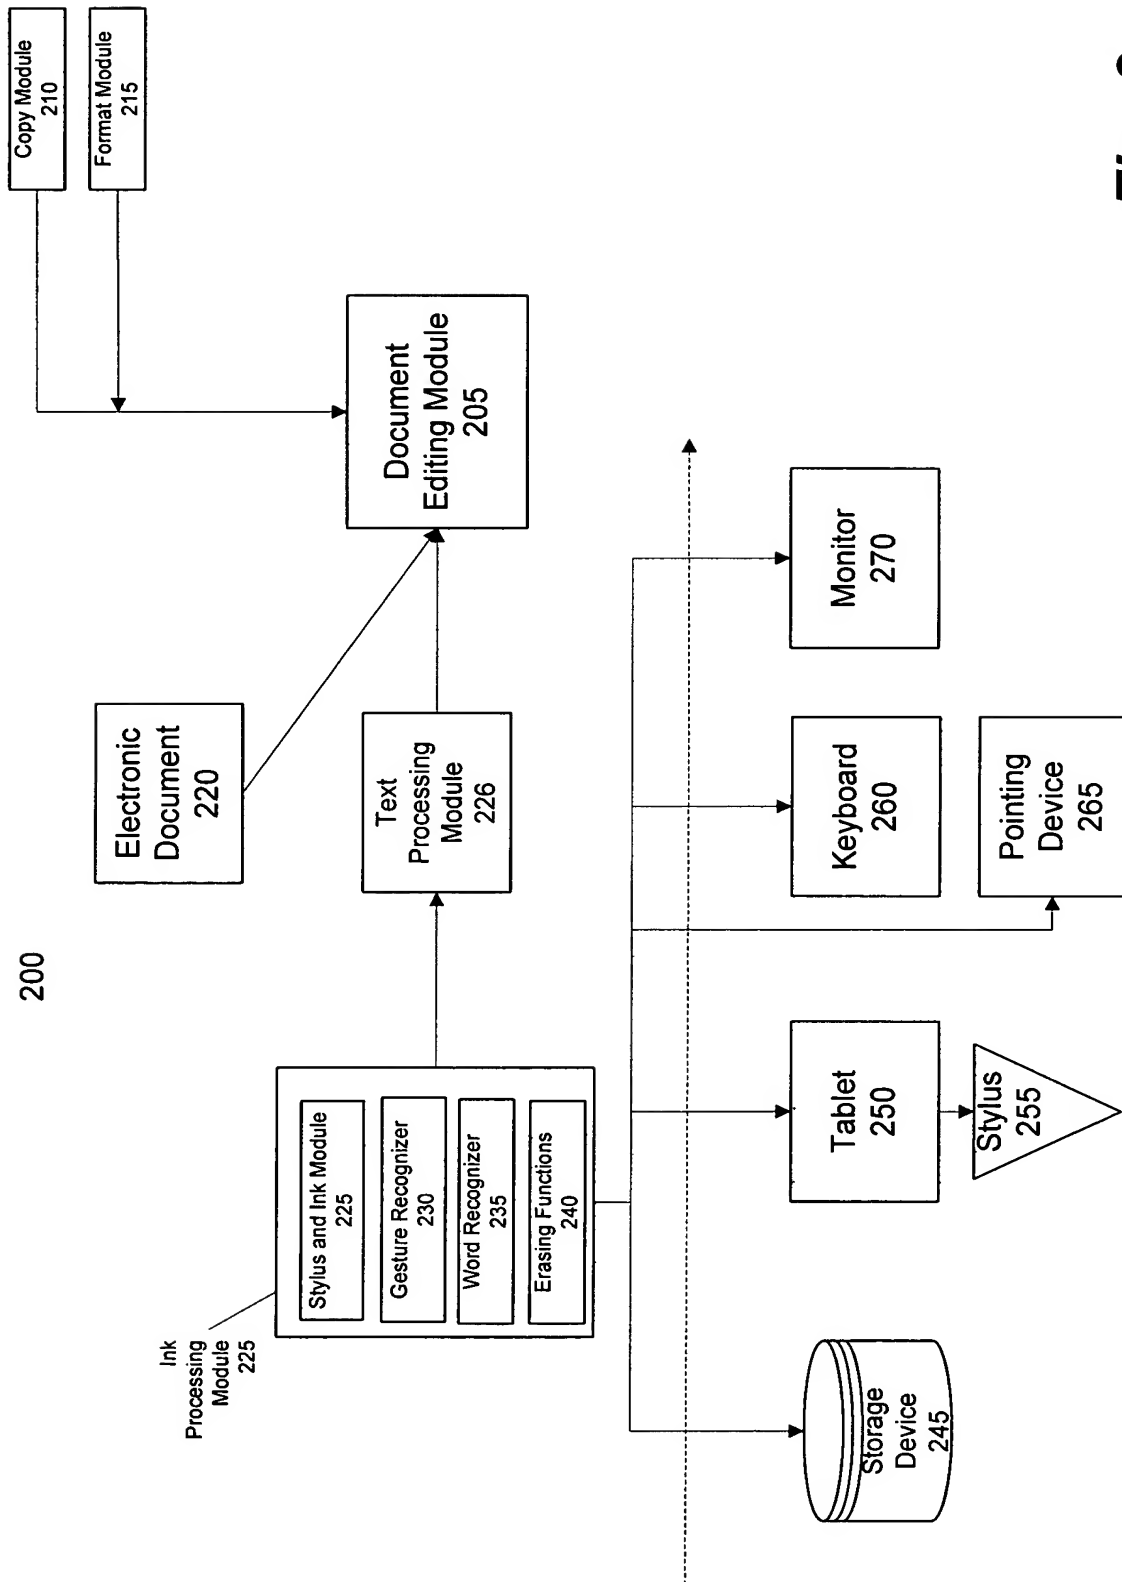 200
Copy Module
210
Format Module
215
Electronic
Document
220
Ink
Processing
Module
225
Stylus and Ink Module
225
Gesture Recognizer
230
Word Recognizer
235
Erasing Functions
240
Text
Processing
Module
226
Document
Editing Module
205
Storage
Device
245
Tablet
250
Stylus
255
Keyboard
260
Pointing
Device
265
Monitor
270